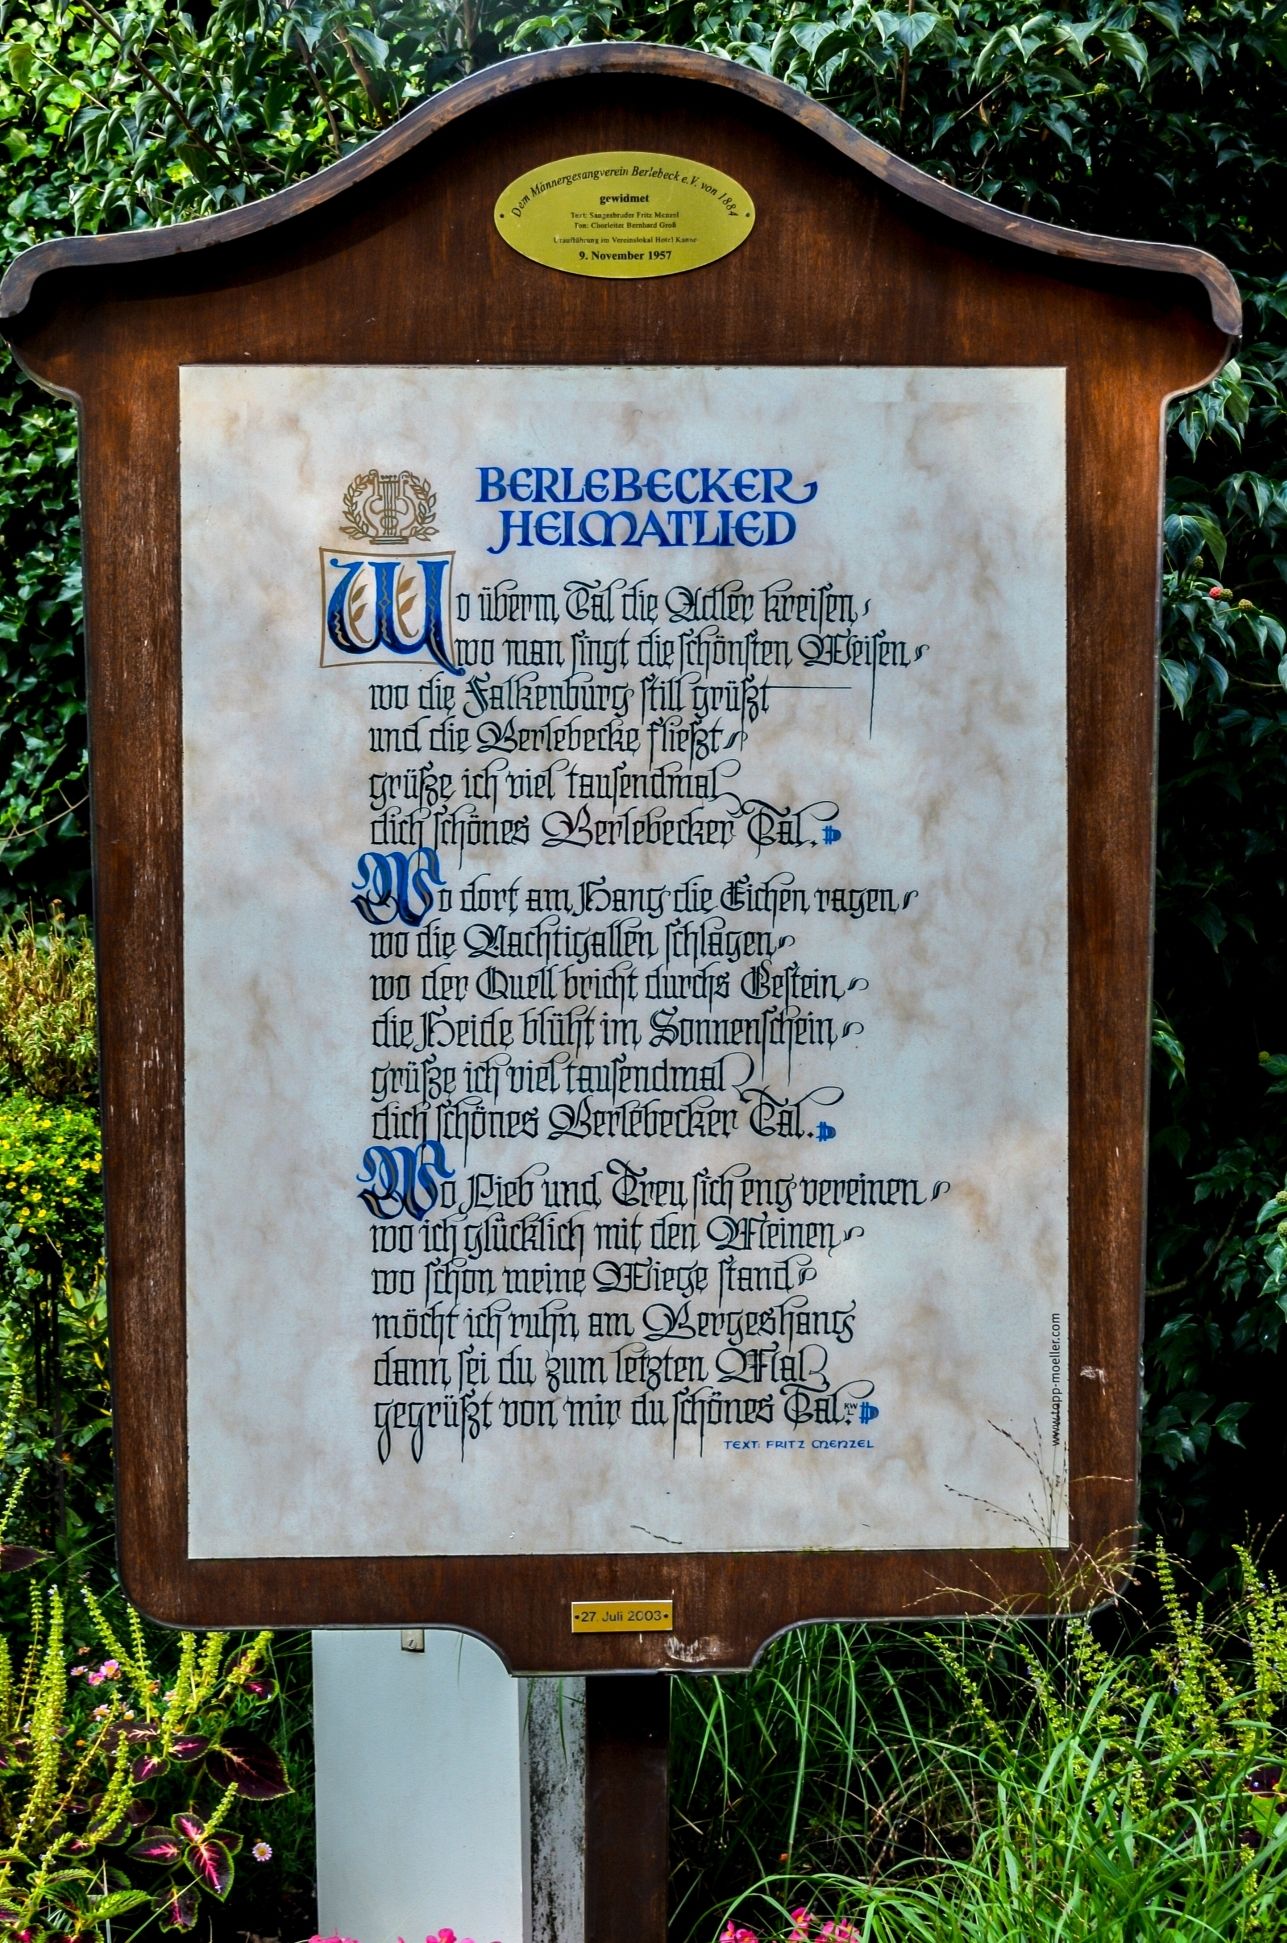 Dem Männergesangverein Berlebeck e.V. von 1884
gewidmet
Text: Sangesbruder Fritz Menzel
Ton: Chorleiter Bernhard Groß
Uraufführung im Vereinslokal Hotel Kanne
9. November 1957
BERLEBECKER
HEIMATLIED
Wo überm Tal die Adler kreisen,
wo man singt die schönsten Weisen,
wo die Falkenburg still grüßt
und die Berlebecke fließt,
grüße ich viel tausendmal
dich schönes Berlebecker Tal.
Wo dort am Hang die Eichen ragen,
wo die Nachtigallen schlagen,
wo der Quell bricht durchs Gestein,
die Heide blüht im Sonnenschein,
grüße ich viel tausendmal
dich schönes Berlebecker Tal.
Wo Lieb und Treu sich eng vereinen,
wo ich glücklich mit den Meinen,
wo schon meine Wiege stand,
möcht ich ruhn am Bergeshang
dann sei du zum letzten Mal
gegrüßt von mir du schönes Tal.
TEXT: FRITZ MENZEL
www.topp-moeller.com
27. Juli 2003